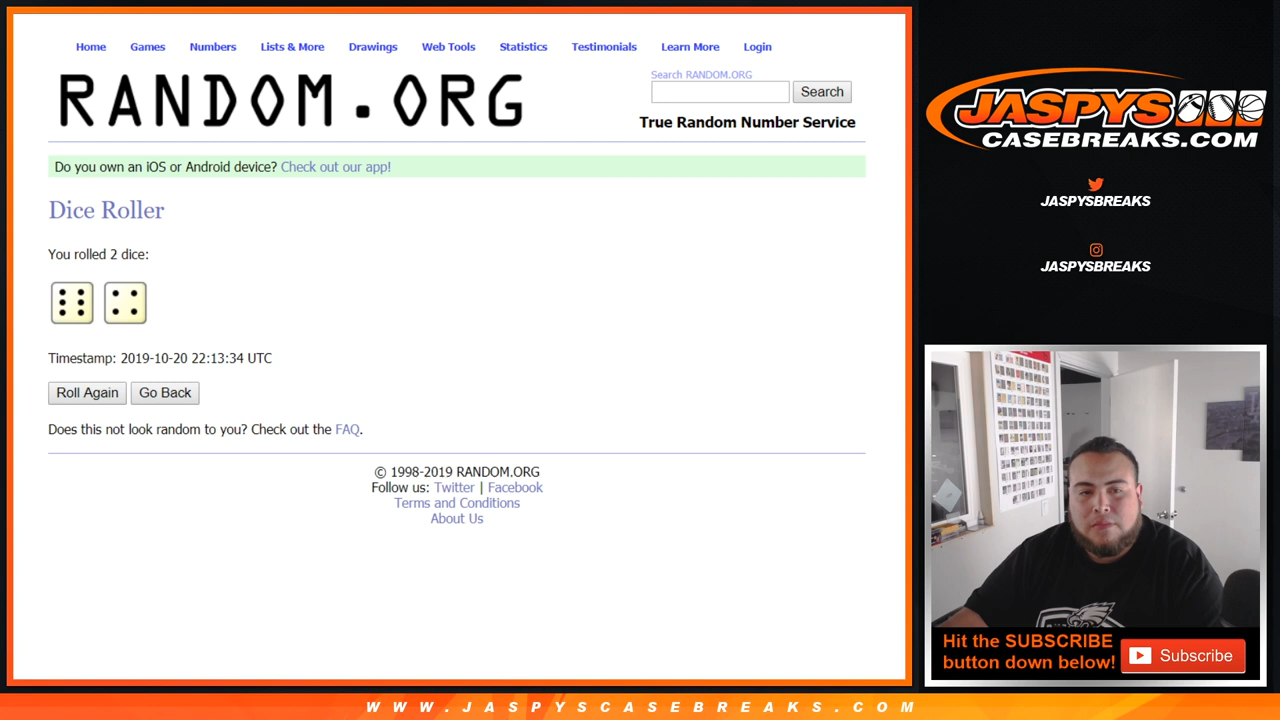 Home Games Numbers Lists & More Drawings Web Tools Statistics Testimonials Learn More Login
RANDOM.ORG
Search RANDOM.ORG
Search
True Random Number Service
Do you own an iOS or Android device? Check out our app!
Dice Roller
You rolled 2 dice:
Timestamp: 2019-10-20 22:13:34 UTC
Roll Again Go Back
Does this not look random to you? Check out the FAQ.
© 1998-2019 RANDOM.ORG
Follow us: Twitter | Facebook
Terms and Conditions
About Us
JASPYS
CASEBREAKS.COM
JASPYSBREAKS
JASPYSBREAKS
Hit the SUBSCRIBE
button down below!
Subscribe
WWW.JASPYSCASEBREAKS.COM